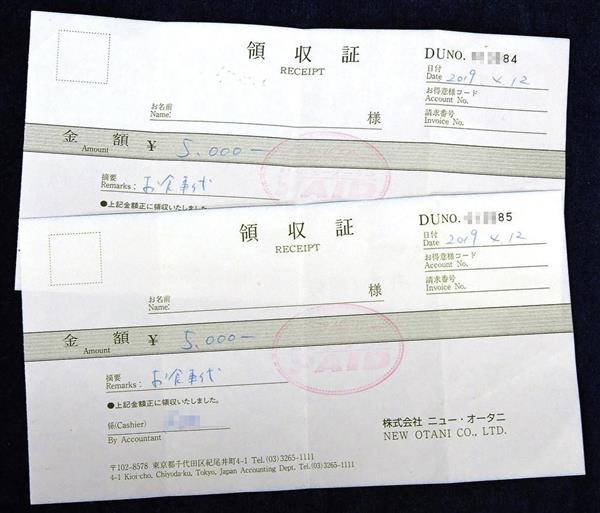 領収証
RECEIPT
DUNO. 84
日付
Date 2019 4.12
お得意様コード
Account No.
請求番号
Invoice No.
お名前
Name:
様
金額 ¥ 5.000-
Amount
PAID
摘要
Remarks: お食事代
●上記金額正に領収いたしました
領収証
RECEIPT
DUNO. 85
日付
Date 2019 4.12
お得意様コード
Account No.
請求番号
Invoice No.
お名前
Name:
様
金額 ¥ 5.000-
Amount
PAID
摘要
Remarks: お食事代
●上記金額正に領収いたしました。
係(Cashier)
By Accountant
株式会社 ニュー・オータニ
NEW OTANI CO., LTD.
〒102-8578 東京都千代田区紀尾井町4-1 Tel.(03)3265-1111
4-1 Kioi-cho, Chiyoda-ku, Tokyo, Japan Accounting Dept. Tel.(03)3265-1111